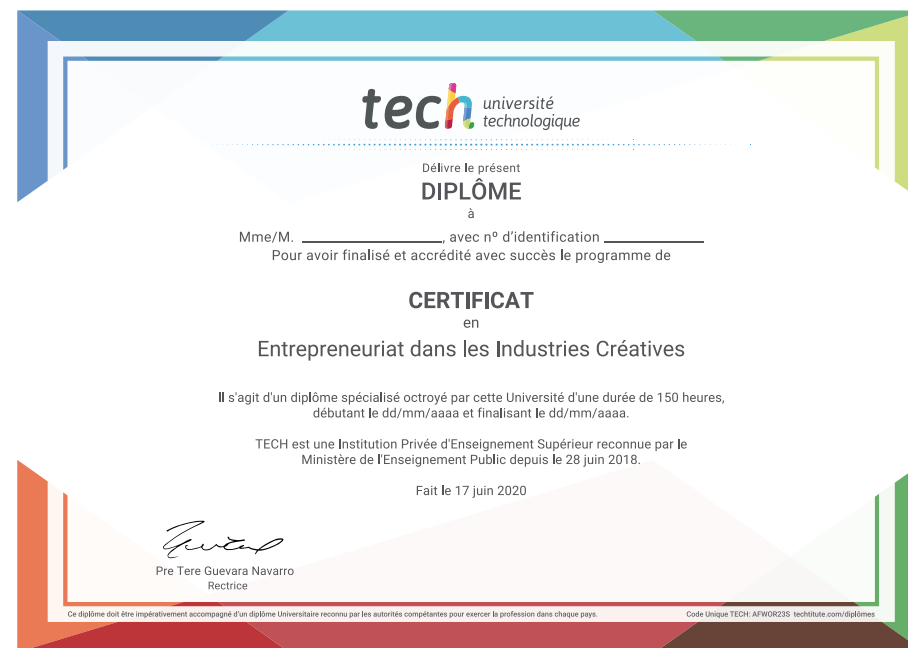 tech université
technologique
Délivre le présent
DIPLÔME
à
Mme/M. ____________, avec nº d'identification ____________
Pour avoir finalisé et accrédité avec succès le programme de
CERTIFICAT
en
Entrepreneuriat dans les Industries Créatives
Il s'agit d'un diplôme spécialisé octroyé par cette Université d'une durée de 150 heures,
débutant le dd/mm/aaaa et finalisant le dd/mm/aaaa.
TECH est une Institution Privée d'Enseignement Supérieur reconnue par le
Ministère de l'Enseignement Public depuis le 28 juin 2018.
Fait le 17 juin 2020
Pre Tere Guevara Navarro
Rectrice
Ce diplôme doit être impérativement accompagné d'un diplôme Universitaire reconnu par les autorités compétentes pour exercer la profession dans chaque pays.
Code Unique TECH: AFWOR23S techtitute.com/diplômes